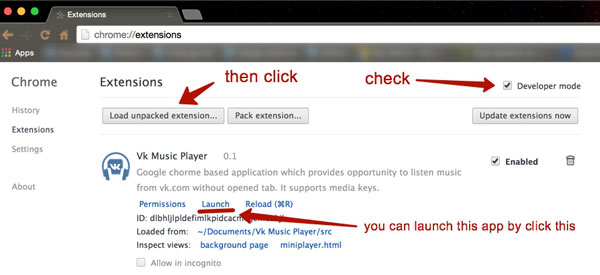 Extensions
chrome://extensions
Apps
then click
check
Chrome
Extensions
Developer mode
Load unpacked extension...
Pack extension...
Update extensions now
History
Extensions
Settings
About
Vk Music Player 0.1
Enabled
Google chorme based application which provides opportunity to listen music
from vk.com without opened tab. It supports media keys.
Permissions Launch Reload (⌘R)
ID:
you can launch this app by click this
Loaded from: ~/Documents/Vk Music Player/src
Inspect views: background page miniplayer.html
Allow in incognito